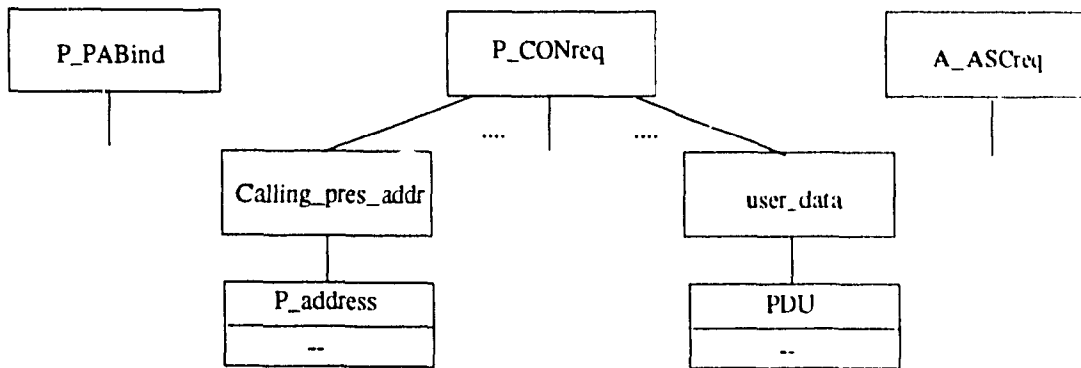 P_PABind
P_CONreq
A_ASCreq
.... ....
Calling_pres_addr
user_data
P_address
PDU
--
--